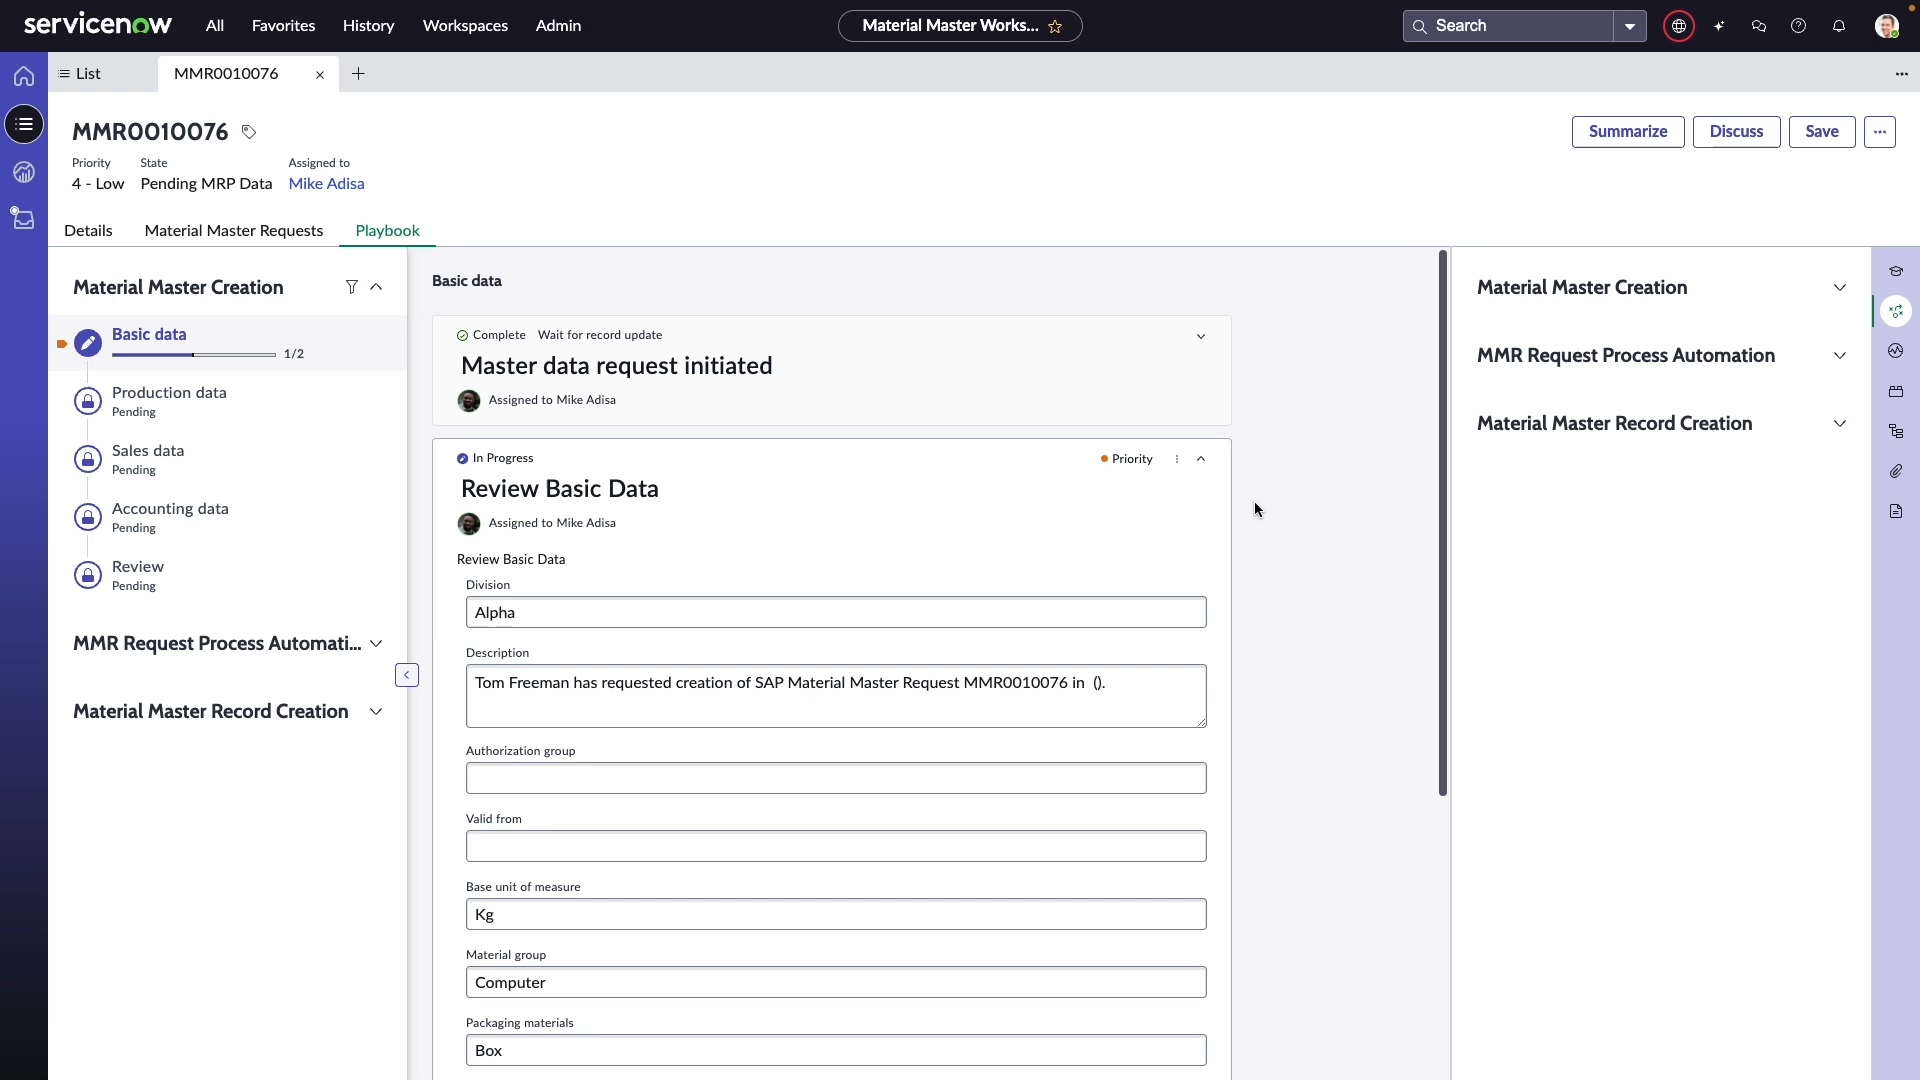 servicenow
All
Favorites
History
Workspaces
Admin
Material Master Works...
Search
List
MMR0010076
MMR0010076
Summarize
Discuss
Save
Priority
State
Assigned to
4 - Low
Pending MRP Data
Mike Adisa
Details
Material Master Requests
Playbook
Material Master Creation
Basic data
1/2
Production data
Pending
Sales data
Pending
Accounting data
Pending
Review
Pending
MMR Request Process Automati...
Material Master Record Creation
Basic data
Complete
Wait for record update
Master data request initiated
Assigned to Mike Adisa
In Progress
Priority
Review Basic Data
Assigned to Mike Adisa
Review Basic Data
Division
Alpha
Description
Tom Freeman has requested creation of SAP Material Master Request MMR0010076 in  ().
Authorization group
Valid from
Base unit of measure
Kg
Material group
Computer
Packaging materials
Box
Material Master Creation
MMR Request Process Automation
Material Master Record Creation